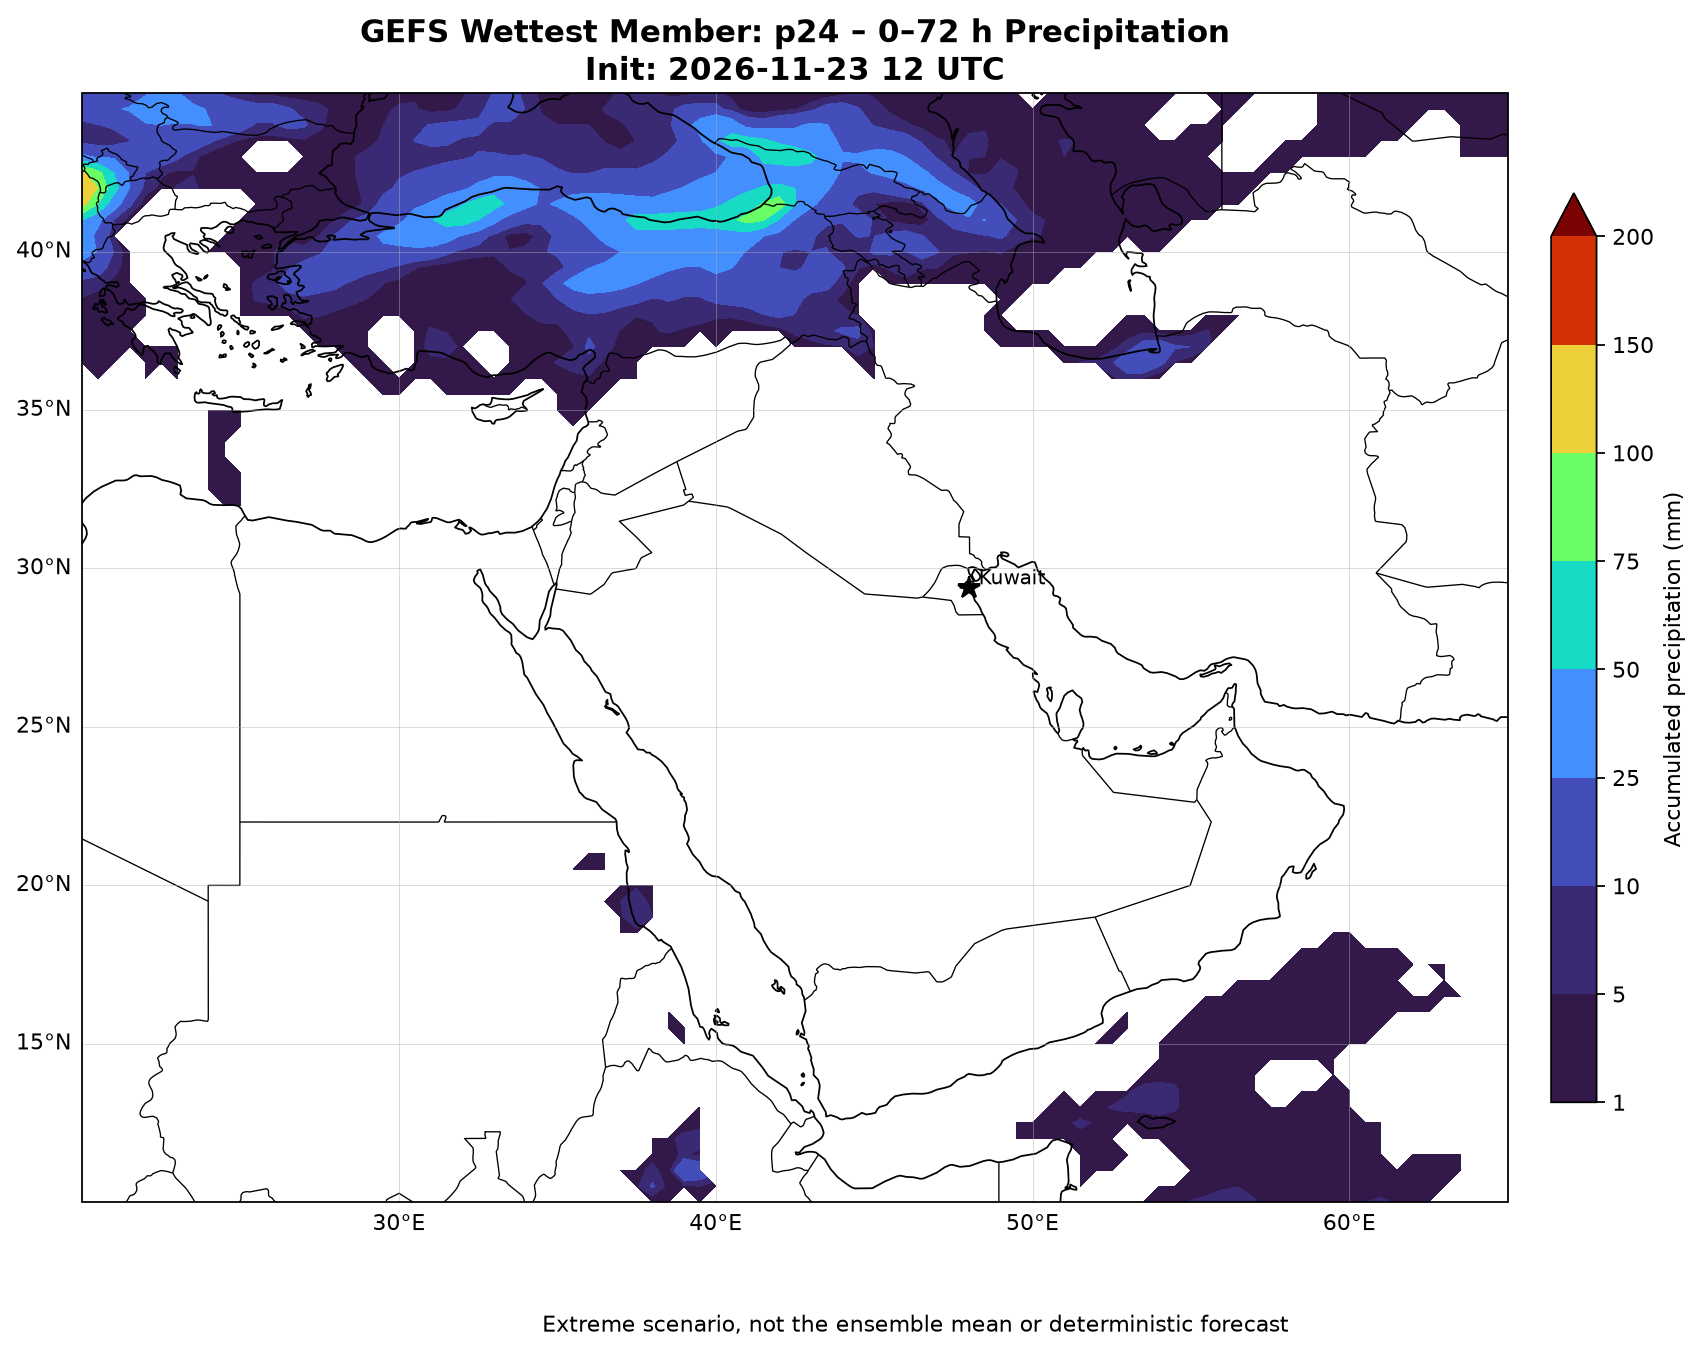 GEFS Wettest Member: p24 – 0–72 h Precipitation
Init: 2026-11-23 12 UTC
40°N
35°N
30°N
25°N
20°N
15°N
30°E
40°E
50°E
60°E
Kuwait
200
150
100
75
50
25
10
5
1
Accumulated precipitation (mm)
Extreme scenario, not the ensemble mean or deterministic forecast